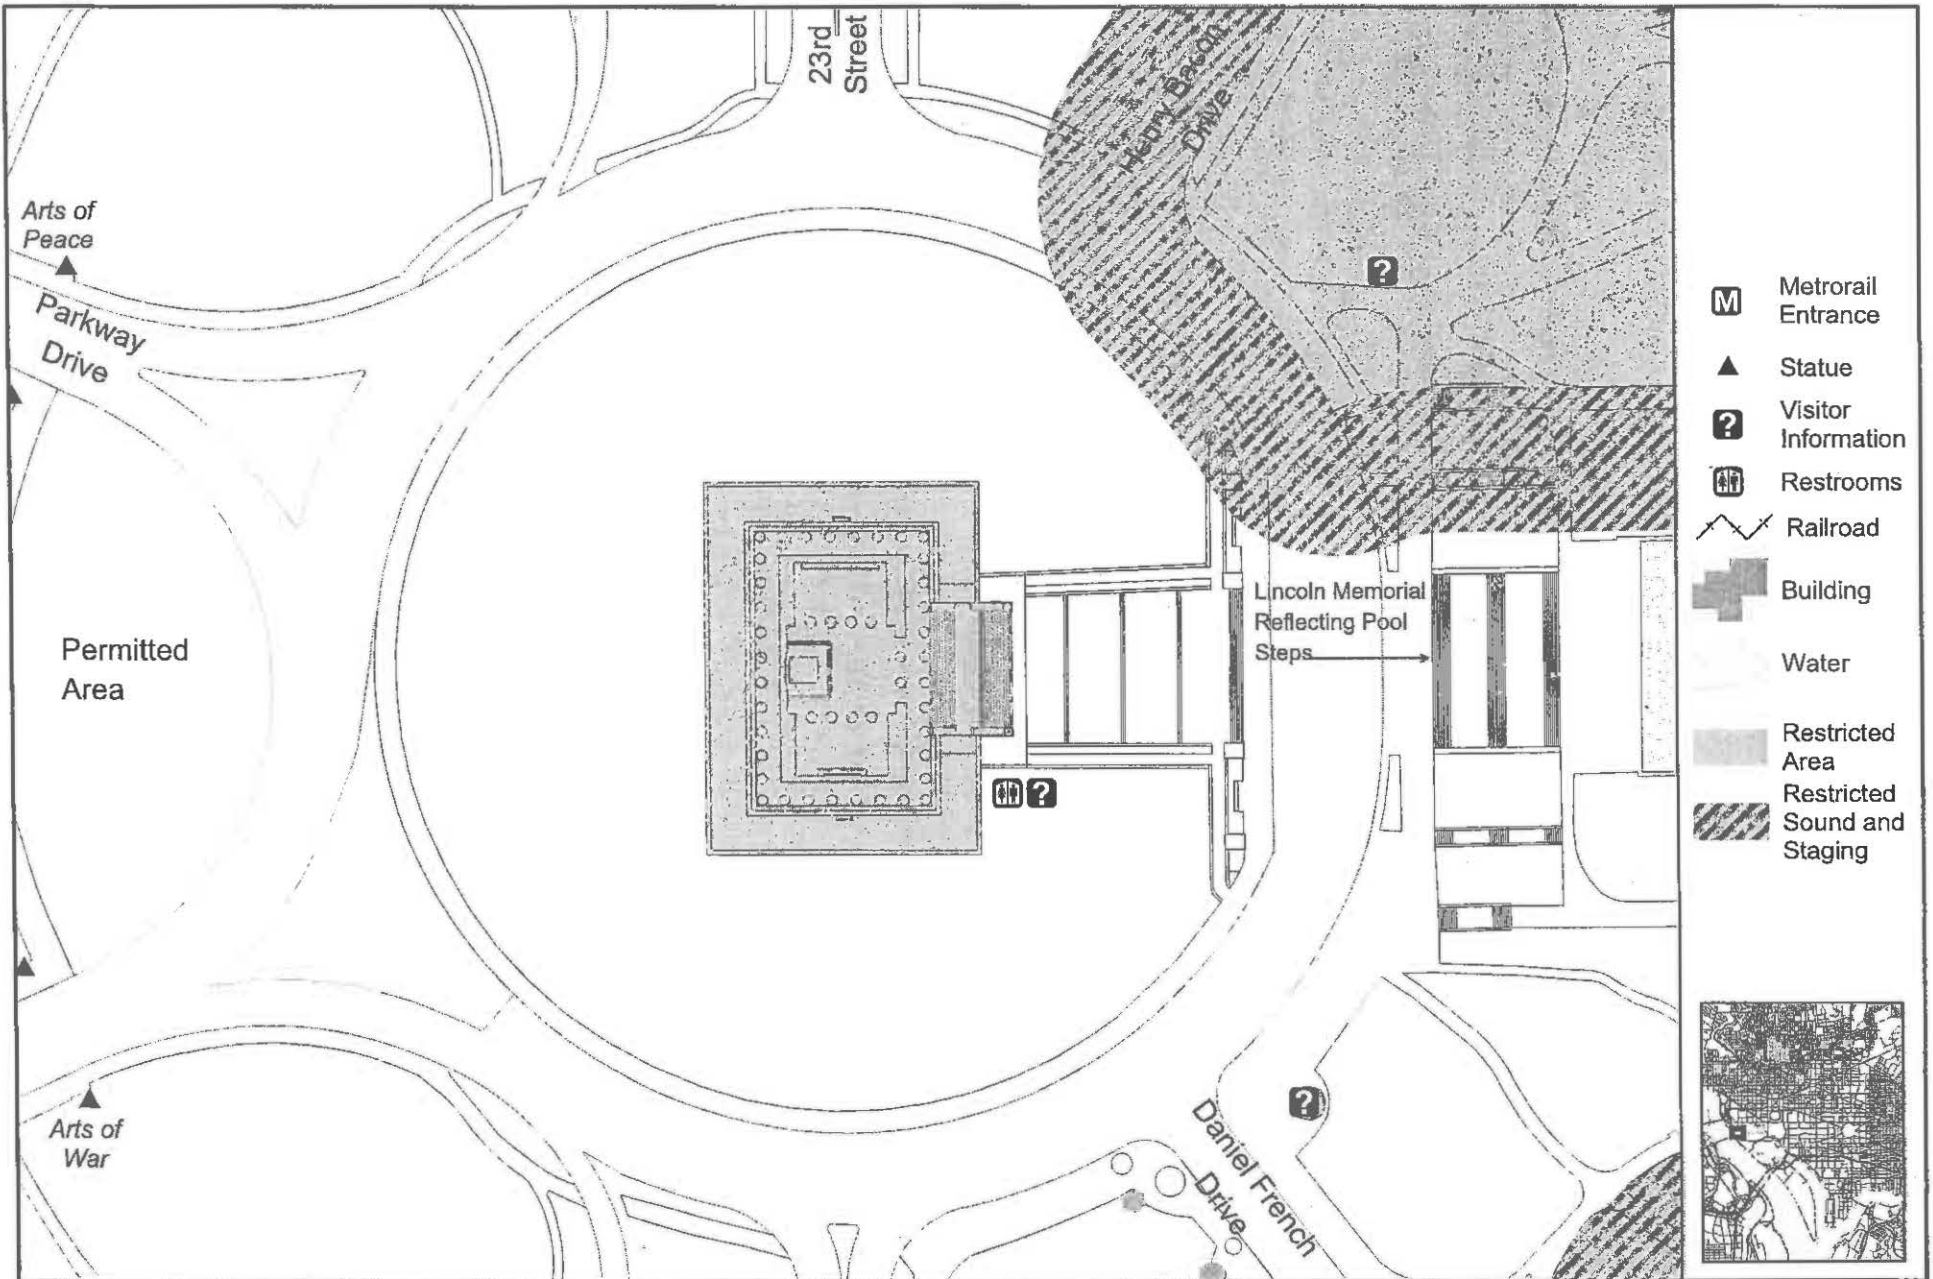 23rd
Street
Henry Bacon
Drive
Arts of
Peace
Parkway
Drive
Permitted
Area
Lincoln Memorial
Reflecting Pool
Steps
Arts of
War
Daniel French
Drive
?
?
?
M
Metrorail
Entrance
Statue
?
Visitor
Information
Restrooms
Railroad
Building
Water
Restricted
Area
Restricted
Sound and
Staging